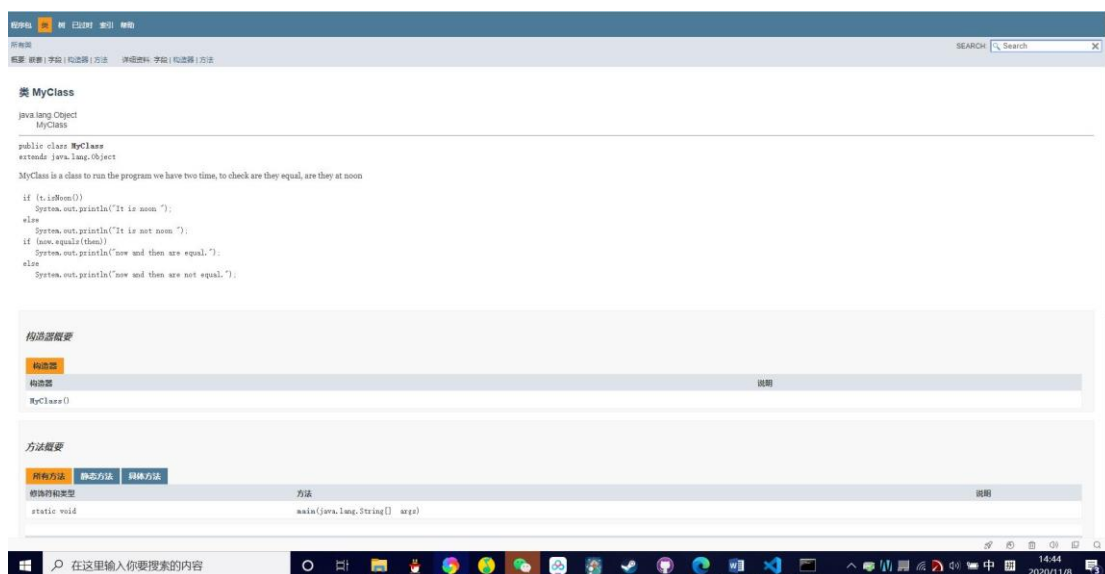 程序包 类 树 已过时 索引 帮助
所有类
SEARCH: Search
概要: 嵌套 | 字段 | 构造器 | 方法 详细资料: 字段 | 构造器 | 方法
类 MyClass
java.lang.Object
MyClass
public class MyClass
extends java.lang.Object
MyClass is a class to run the program we have two time, to check are they equal, are they at noon
if (t.isNoon())
System.out.println("It is noon ");
else
System.out.println("It is not noon ");
if (now.equals(then))
System.out.println("now and then are equal.");
else
System.out.println("now and then are not equal.");
构造器概要
构造器
构造器 说明
MyClass()
方法概要
所有方法 静态方法 具体方法
修饰符和类型 方法 说明
static void main(java.lang.String[] args)
在这里输入你要搜索的内容
中 拼
14:44
2020/11/8